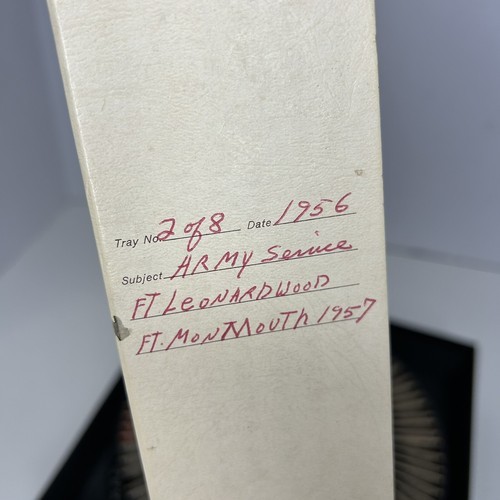 Tray No. 2 of 8 Date 1956
Subject ARMY Service
FT LEONARDWOOD
FT. MONMOUTH 1957